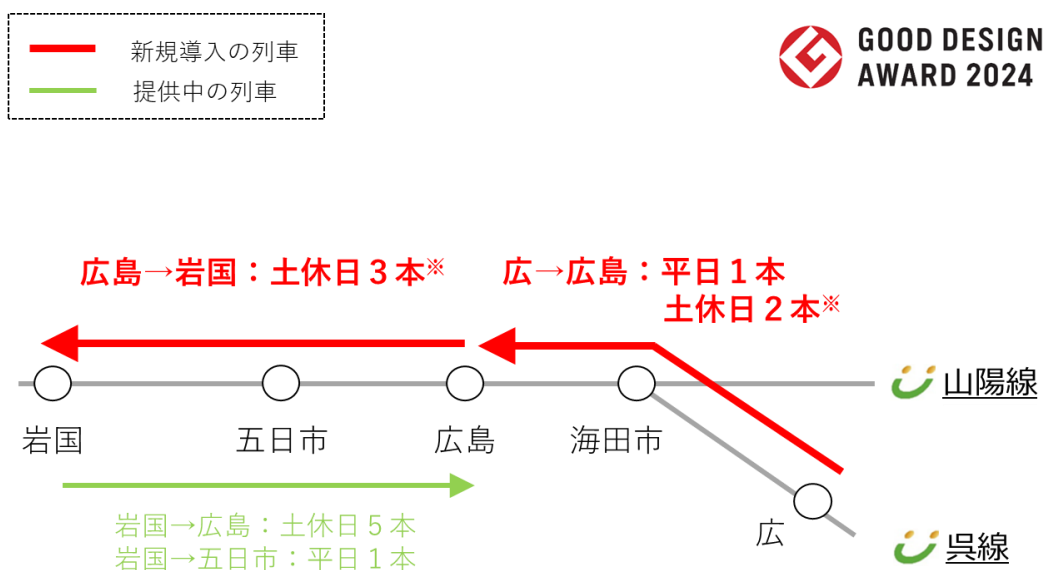 新規導入の列車
提供中の列車
GOOD DESIGN
AWARD 2024
広島→岩国：土休日３本※
広→広島：平日１本
土休日２本※
山陽線
岩国
五日市
広島
海田市
広
岩国→広島：土休日５本
岩国→五日市：平日１本
呉線